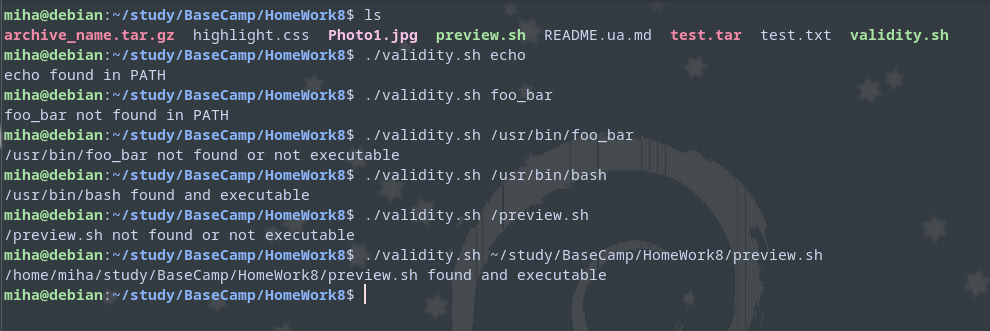 miha@debian:~/study/BaseCamp/HomeWork8$ ls
archive_name.tar.gz  highlight.css  Photo1.jpg  preview.sh  README.ua.md  test.tar  test.txt  validity.sh
miha@debian:~/study/BaseCamp/HomeWork8$ ./validity.sh echo
echo found in PATH
miha@debian:~/study/BaseCamp/HomeWork8$ ./validity.sh foo_bar
foo_bar not found in PATH
miha@debian:~/study/BaseCamp/HomeWork8$ ./validity.sh /usr/bin/foo_bar
/usr/bin/foo_bar not found or not executable
miha@debian:~/study/BaseCamp/HomeWork8$ ./validity.sh /usr/bin/bash
/usr/bin/bash found and executable
miha@debian:~/study/BaseCamp/HomeWork8$ ./validity.sh /preview.sh
/preview.sh not found or not executable
miha@debian:~/study/BaseCamp/HomeWork8$ ./validity.sh ~/study/BaseCamp/HomeWork8/preview.sh
/home/miha/study/BaseCamp/HomeWork8/preview.sh found and executable
miha@debian:~/study/BaseCamp/HomeWork8$